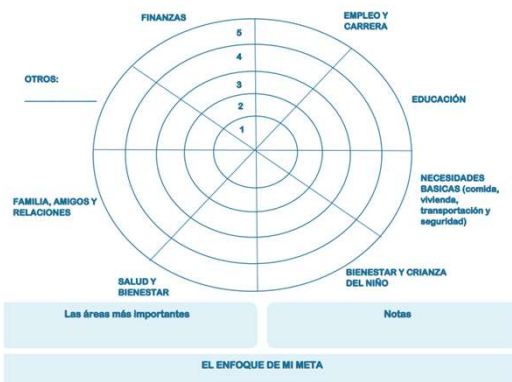 FINANZAS
EMPLEO Y
CARRERA
5
4
3
2
1
OTROS:
EDUCACIÓN
NECESIDADES
BASICAS (comida,
vivienda,
transportación y
seguridad)
FAMILIA, AMIGOS Y
RELACIONES
BIENESTAR Y CRIANZA
DEL NIÑO
SALUD Y
BIENESTAR
Las áreas más importantes
Notas
EL ENFOQUE DE MI META